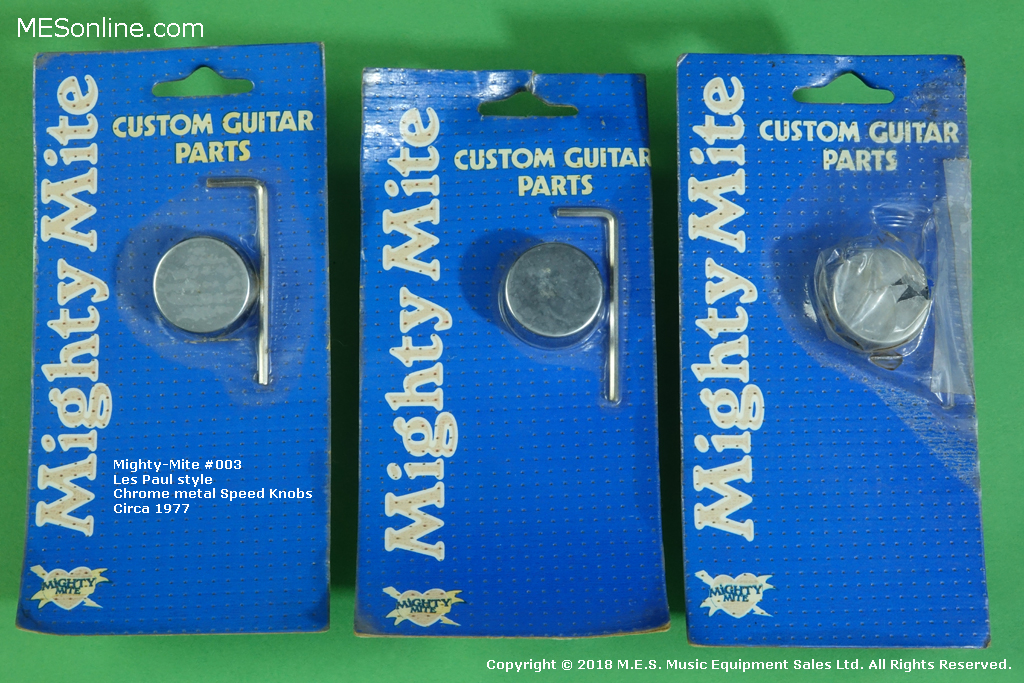 MESonline.com
Mighty Mite
CUSTOM GUITAR
PARTS
Mighty-Mite #003
Les Paul style
Chrome metal Speed Knobs
Circa 1977
MIGHTY
MITE
Mighty Mite
CUSTOM GUITAR
PARTS
MIGHTY
MITE
Mighty Mite
CUSTOM GUITAR
PARTS
MIGHTY
MITE
Copyright © 2018 M.E.S. Music Equipment Sales Ltd. All Rights Reserved.